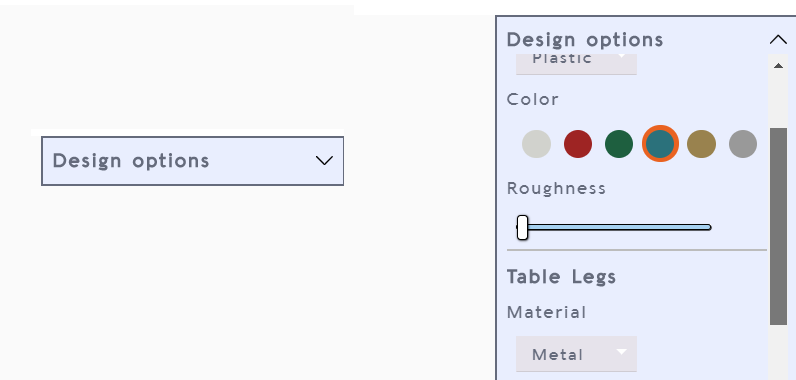 Design options
Design options
Plastic
Color
Roughness
Table Legs
Material
Metal